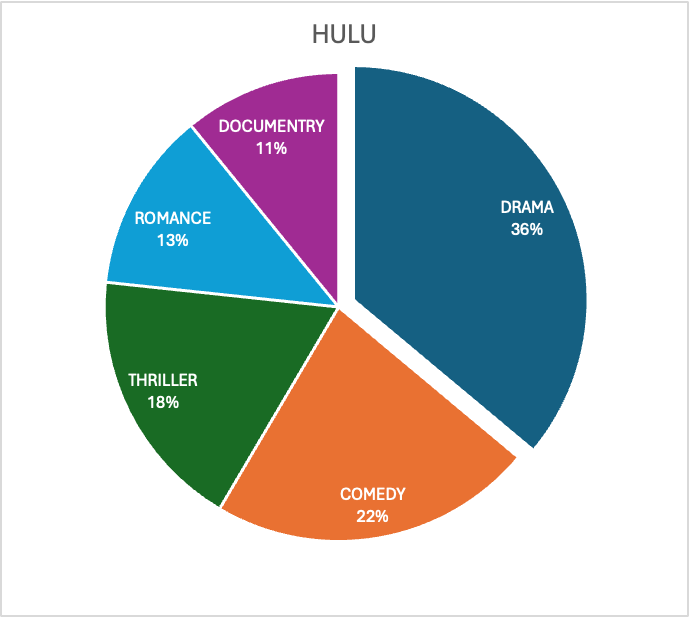 HULU
DOCUMENTRY
11%
DRAMA
36%
ROMANCE
13%
THRILLER
18%
COMEDY
22%